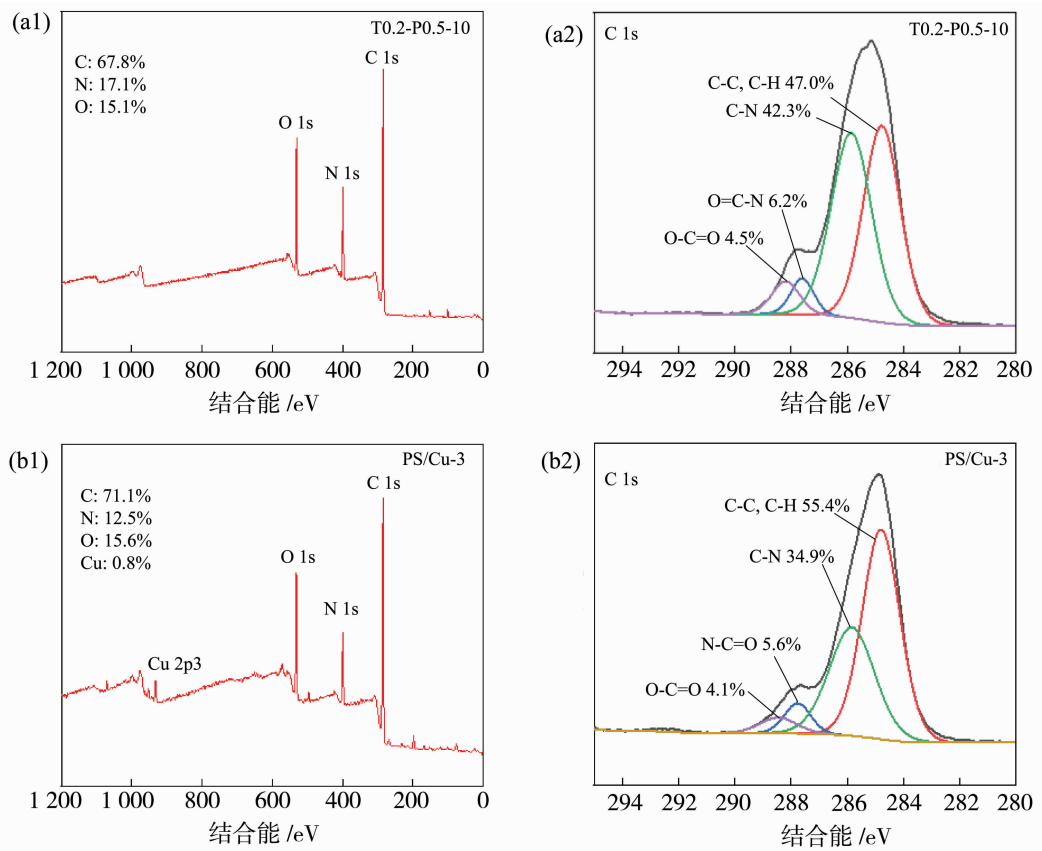 (a1)
T0.2-P0.5-10
C: 67.8%
N: 17.1%
O: 15.1%
C 1s
O 1s
N 1s
1 200 1 000 800 600 400 200 0
结合能 /eV
(a2)
C 1s
T0.2-P0.5-10
C-C, C-H 47.0%
C-N 42.3%
O=C-N 6.2%
O-C=O 4.5%
294 292 290 288 286 284 282 280
结合能 /eV
(b1)
PS/Cu-3
C: 71.1%
N: 12.5%
O: 15.6%
Cu: 0.8%
C 1s
O 1s
N 1s
Cu 2p3
1 200 1 000 800 600 400 200 0
结合能 /eV
(b2)
C 1s
PS/Cu-3
C-C, C-H 55.4%
C-N 34.9%
N-C=O 5.6%
O-C=O 4.1%
294 292 290 288 286 284 282 280
结合能 /eV